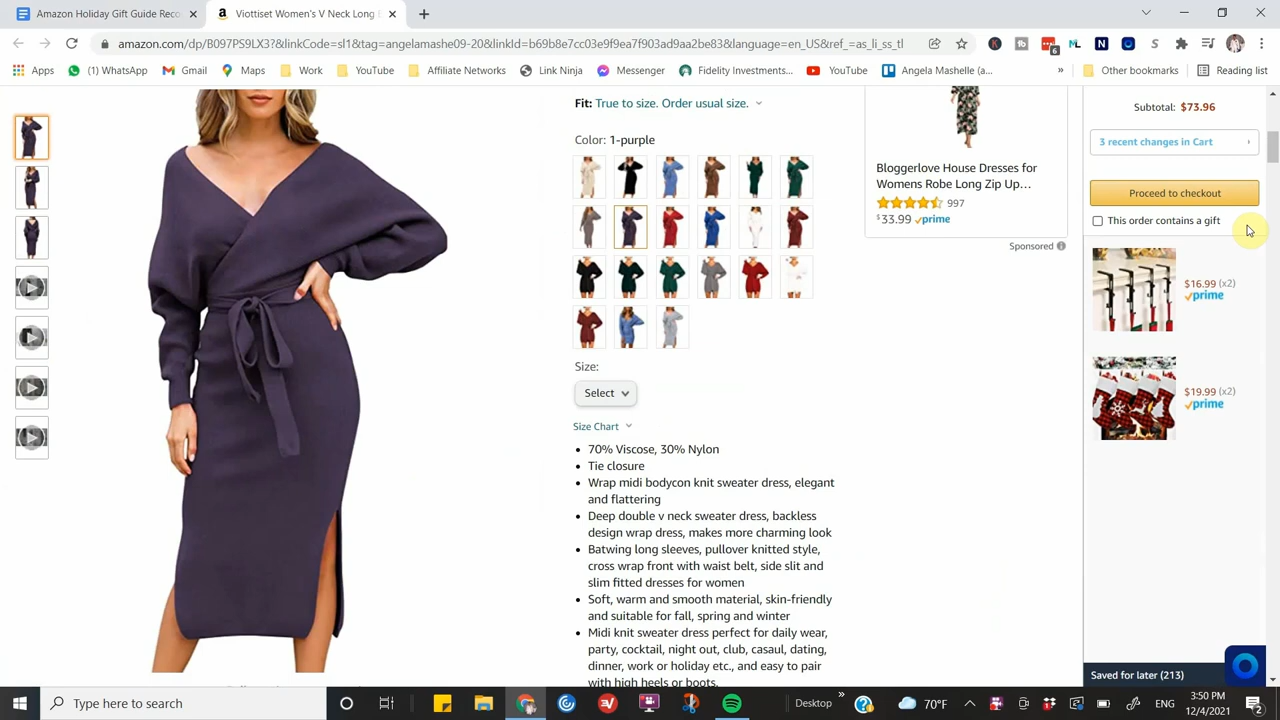 Amazon Holiday Gift Guide Reco
Viottiset Women's V Neck Long
amazon.com/dp/B097PS9LX3?&linkCode=ll1&tag=angelamashe09-20&linkId=b69b8e7cc03e9f9ea7f903ad9aa2be83&language=en_US&ref_=as_li_ss_tl
6
Apps
(1) WhatsApp
Gmail
Maps
Work
YouTube
Affiliate Networks
Link Ninja
Messenger
Fidelity Investments...
YouTube
Angela Mashelle (a...
»
Other bookmarks
Reading list
Fit: True to size. Order usual size.
Color: 1-purple
Size:
Select
Size Chart
• 70% Viscose, 30% Nylon
• Tie closure
• Wrap midi bodycon knit sweater dress, elegant
and flattering
• Deep double v neck sweater dress, backless
design wrap dress, makes more charming look
• Batwing long sleeves, pullover knitted style,
cross wrap front with waist belt, side slit and
slim fitted dresses for women
• Soft, warm and smooth material, skin-friendly
and suitable for fall, spring and winter
• Midi knit sweater dress perfect for daily wear,
party, cocktail, night out, club, casaul, dating,
dinner, work or holiday etc., and easy to pair
with high heels or boots.
Bloggerlove House Dresses for
Womens Robe Long Zip Up...
997
$33.99 prime
Sponsored
Subtotal: $73.96
3 recent changes in Cart
Proceed to checkout
This order contains a gift
$16.99 (x2)
prime
$19.99 (x2)
prime
Saved for later (213)
Type here to search
Desktop
»
70°F
ENG
3:50 PM
12/4/2021
2